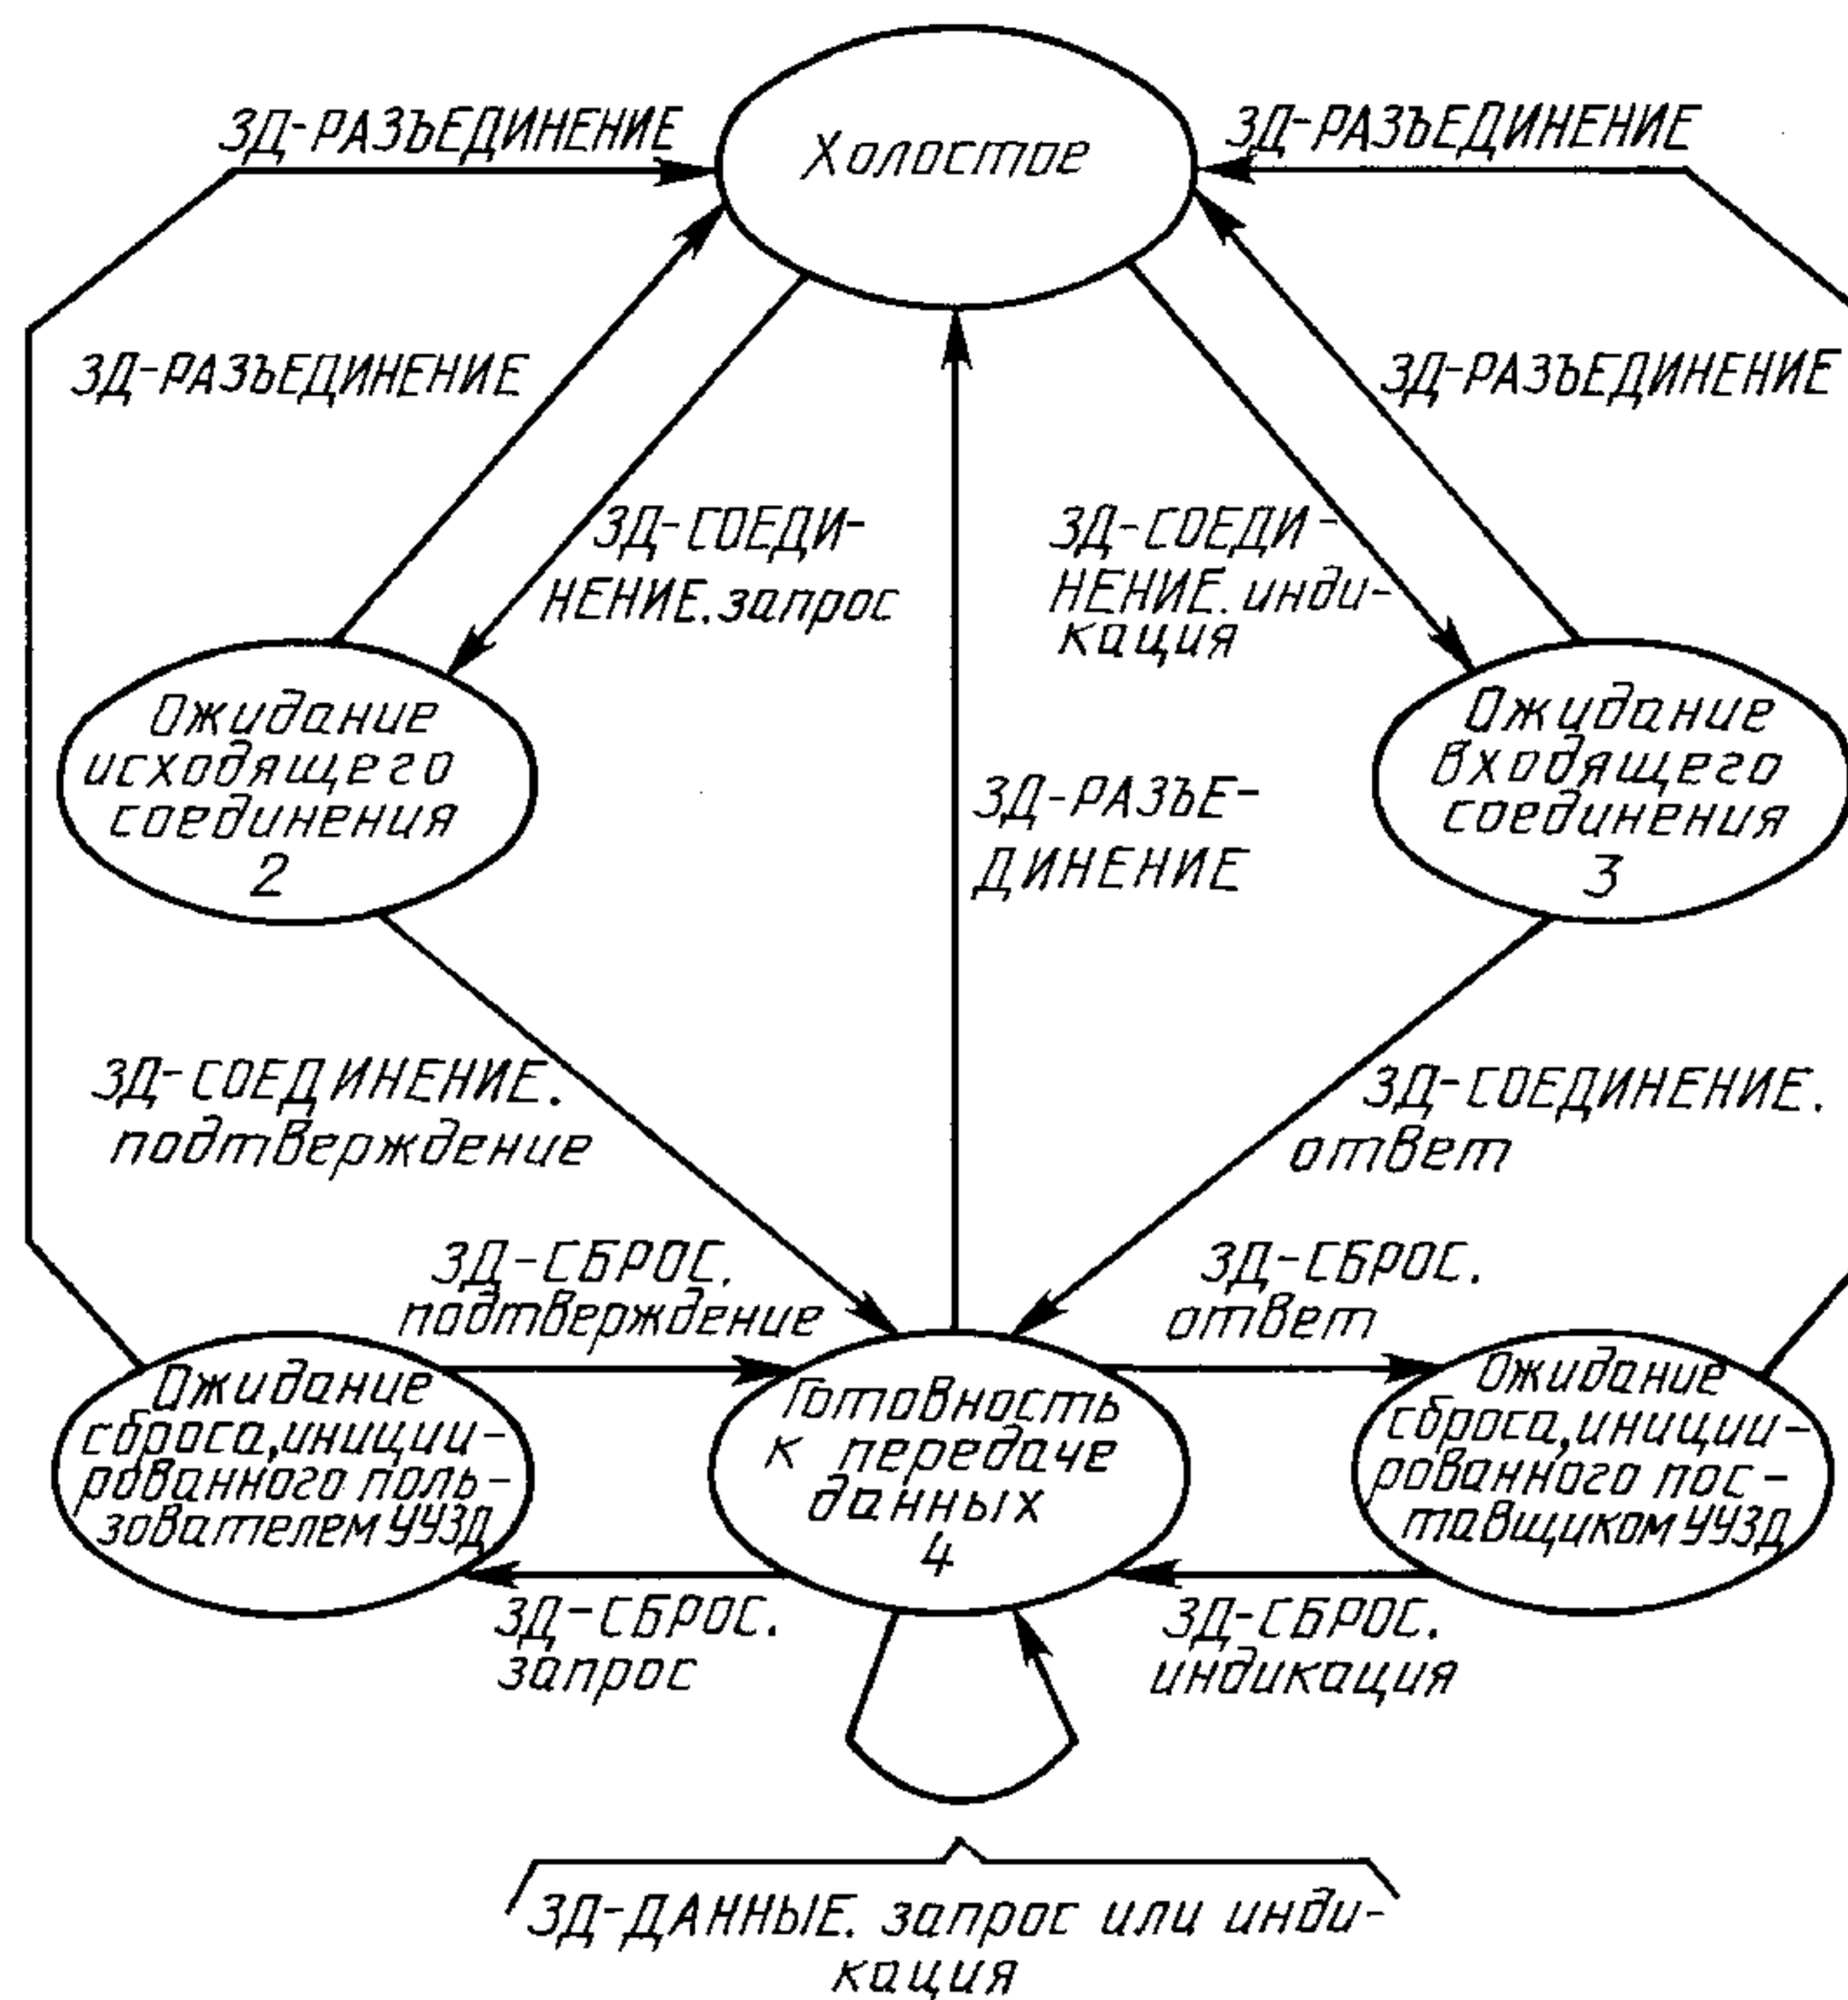 ЗД-РАЗЪЕДИНЕНИЕ
Холостое
ЗД-РАЗЪЕДИНЕНИЕ
ЗД-РАЗЪЕДИНЕНИЕ
ЗД-РАЗЪЕДИНЕНИЕ
ЗД-СОЕДИ-
НЕНИЕ.запрос
ЗД-СОЕДИ-
НЕНИЕ.инди-
кация
Ожидание
исходящего
соединения
2
ЗД-РАЗЪЕ-
ДИНЕНИЕ
Ожидание
входящего
соединения
3
ЗД-СОЕДИНЕНИЕ.
подтверждение
ЗД-СОЕДИНЕНИЕ.
ответ
ЗД-СБРОС.
подтверждение
ЗД-СБРОС.
ответ
Ожидание
сброса,иниции-
рованного поль-
зователем УУЗД
Готовность
к передаче
данных
4
Ожидание
сброса,иниции-
рованного пос-
тавщиком УУЗД
ЗД-СБРОС.
запрос
ЗД-СБРОС.
индикация
ЗД-ДАННЫЕ. запрос или инди-
кация